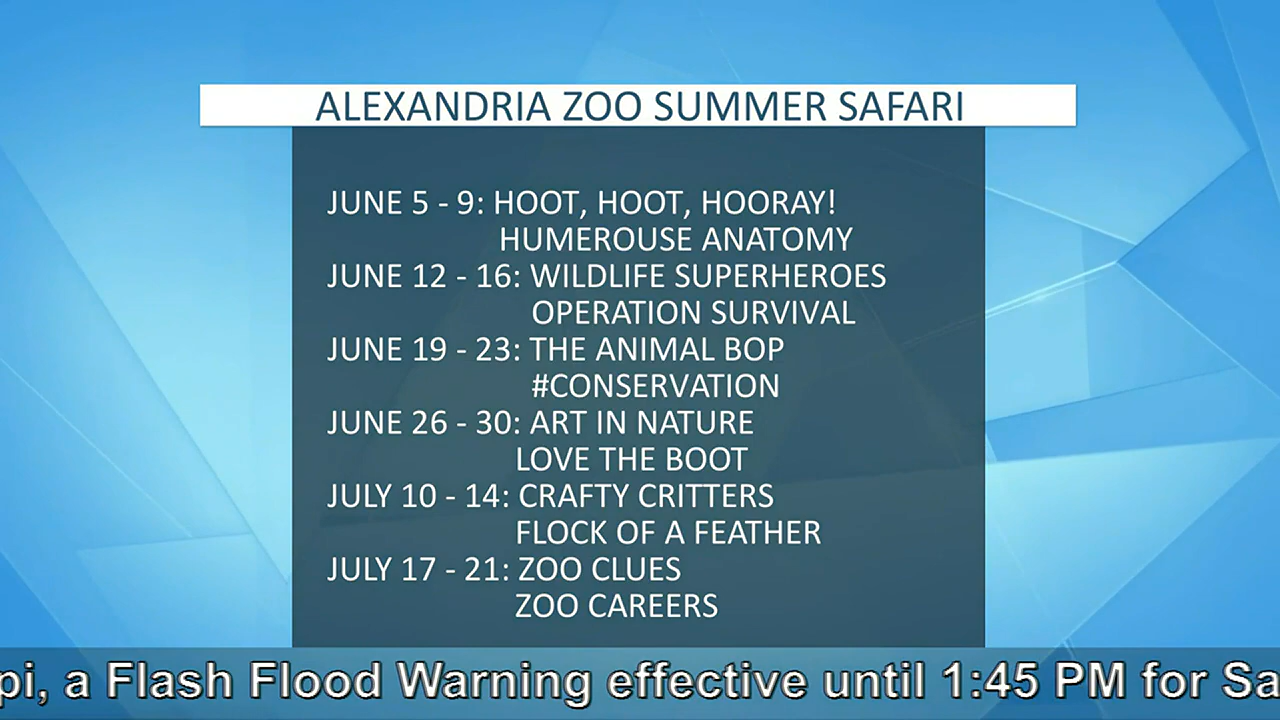 ALEXANDRIA ZOO SUMMER SAFARI
JUNE 5 - 9: HOOT, HOOT, HOORAY!
HUMEROUSE ANATOMY
JUNE 12 - 16: WILDLIFE SUPERHEROES
OPERATION SURVIVAL
JUNE 19 - 23: THE ANIMAL BOP
#CONSERVATION
JUNE 26 - 30: ART IN NATURE
LOVE THE BOOT
JULY 10 - 14: CRAFTY CRITTERS
FLOCK OF A FEATHER
JULY 17 - 21: ZOO CLUES
ZOO CAREERS
pi, a Flash Flood Warning effective until 1:45 PM for Sa